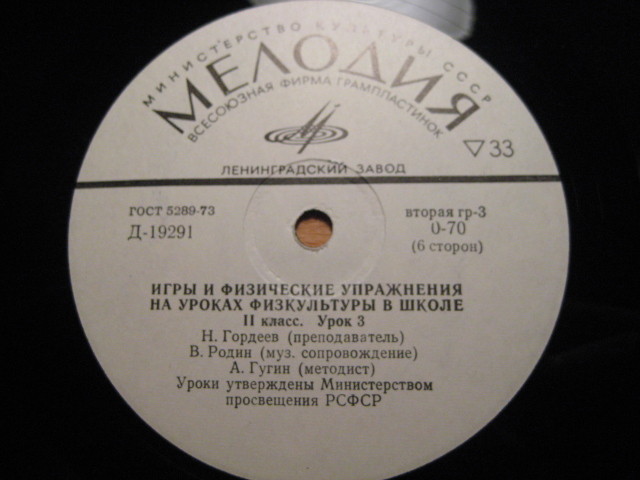 МИНИСТЕРСТВО КУЛЬТУРЫ СССР
МЕЛОДИЯ
ВСЕСОЮЗНАЯ ФИРМА ГРАМПЛАСТИНОК
▽33
ЛЕНИНГРАДСКИЙ ЗАВОД
ГОСТ 5289-73
Д-19291
вторая гр-3
0-70
(6 сторон)
ИГРЫ И ФИЗИЧЕСКИЕ УПРАЖНЕНИЯ
НА УРОКАХ ФИЗКУЛЬТУРЫ В ШКОЛЕ
II класс. Урок 3
Н. Гордеев (преподаватель)
В. Родин (муз. сопровождение)
А. Гугин (методист)
Уроки утверждены Министерством
просвещения РСФСР